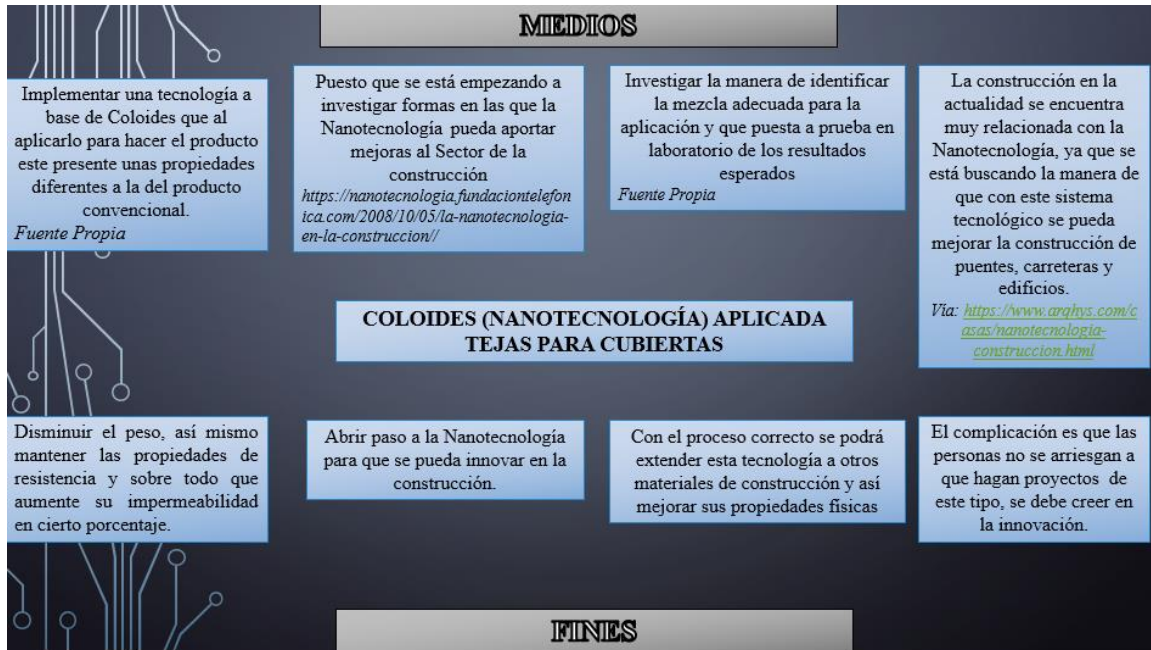 MEDIOS
Implementar una tecnología a
base de Coloides que al
aplicarlo para hacer el producto
este presente unas propiedades
diferentes a la del producto
convencional.
Fuente Propia
Puesto que se está empezando a
investigar formas en las que la
Nanotecnología pueda aportar
mejoras al Sector de la
construcción
https://nanotecnologia.fundaciontelefon
ica.com/2008/10/05/la-nanotecnologia-
en-la-construccion//
Investigar la manera de identificar
la mezcla adecuada para la
aplicación y que puesta a prueba en
laboratorio de los resultados
esperados
Fuente Propia
La construcción en la
actualidad se encuentra
muy relacionada con la
Nanotecnología, ya que se
está buscando la manera de
que con este sistema
tecnológico se pueda
mejorar la construcción de
puentes, carreteras y
edificios.
Vía: https://www.arqhys.com/c
asas/nanotecnologia-
construccion.html
COLOIDES (NANOTECNOLOGÍA) APLICADA
TEJAS PARA CUBIERTAS
Disminuir el peso, así mismo
mantener las propiedades de
resistencia y sobre todo que
aumente su impermeabilidad
en cierto porcentaje.
Abrir paso a la Nanotecnología
para que se pueda innovar en la
construcción.
Con el proceso correcto se podrá
extender esta tecnología a otros
materiales de construcción y así
mejorar sus propiedades físicas
El complicación es que las
personas no se arriesgan a
que hagan proyectos de
este tipo, se debe creer en
la innovación.
FINES